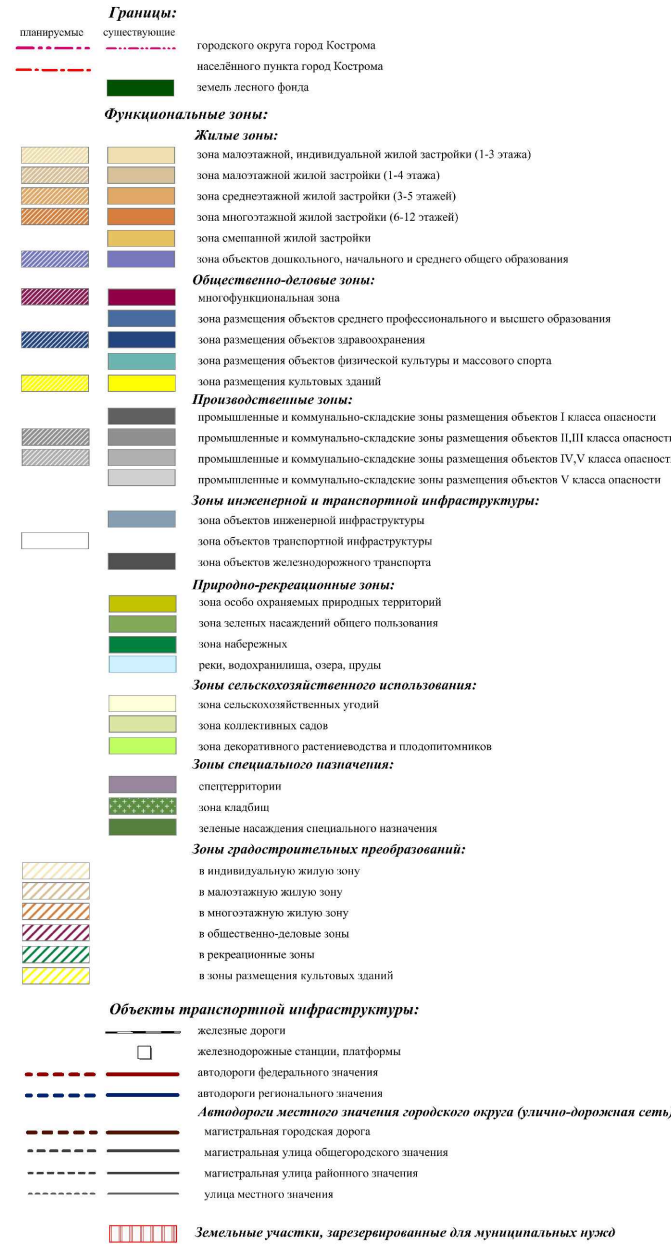 Границы:
планируемые существующие
городского округа город Кострома
населённого пункта город Кострома
земель лесного фонда
Функциональные зоны:
Жилые зоны:
зона малоэтажной, индивидуальной жилой застройки (1-3 этажа)
зона малоэтажной жилой застройки (1-4 этажа)
зона среднеэтажной жилой застройки (3-5 этажей)
зона многоэтажной жилой застройки (6-12 этажей)
зона смешанной жилой застройки
зона объектов дошкольного, начального и среднего общего образования
Общественно-деловые зоны:
многофункциональная зона
зона размещения объектов среднего профессионального и высшего образования
зона размещения объектов здравоохранения
зона размещения объектов физической культуры и массового спорта
зона размещения культовых зданий
Производственные зоны:
промышленные и коммунально-складские зоны размещения объектов I класса опасности
промышленные и коммунально-складские зоны размещения объектов II,III класса опасности
промышленные и коммунально-складские зоны размещения объектов IV,V класса опасност
промышленные и коммунально-складские зоны размещения объектов V класса опасности
Зоны инженерной и транспортной инфраструктуры:
зона объектов инженерной инфраструктуры
зона объектов транспортной инфраструктуры
зона объектов железнодорожного транспорта
Природно-рекреационные зоны:
зона особо охраняемых природных территорий
зона зеленых насаждений общего пользования
зона набережных
реки, водохранилища, озера, пруды
Зоны сельскохозяйственного использования:
зона сельскохозяйственных угодий
зона коллективных садов
зона декоративного растениеводства и плодопитомников
Зоны специального назначения:
спецтерритории
зона кладбищ
зеленые насаждения специального назначения
Зоны градостроительных преобразований:
в индивидуальную жилую зону
в малоэтажную жилую зону
в многоэтажную жилую зону
в общественно-деловые зоны
в рекреационные зоны
в зоны размещения культовых зданий
Объекты транспортной инфраструктуры:
железные дороги
железнодорожные станции, платформы
автодороги федерального значения
автодороги регионального значения
Автодороги местного значения городского округа (улично-дорожная сеть)
магистральная городская дорога
магистральная улица общегородского значения
магистральная улица районного значения
улица местного значения
Земельные участки, зарезервированные для муниципальных нужд